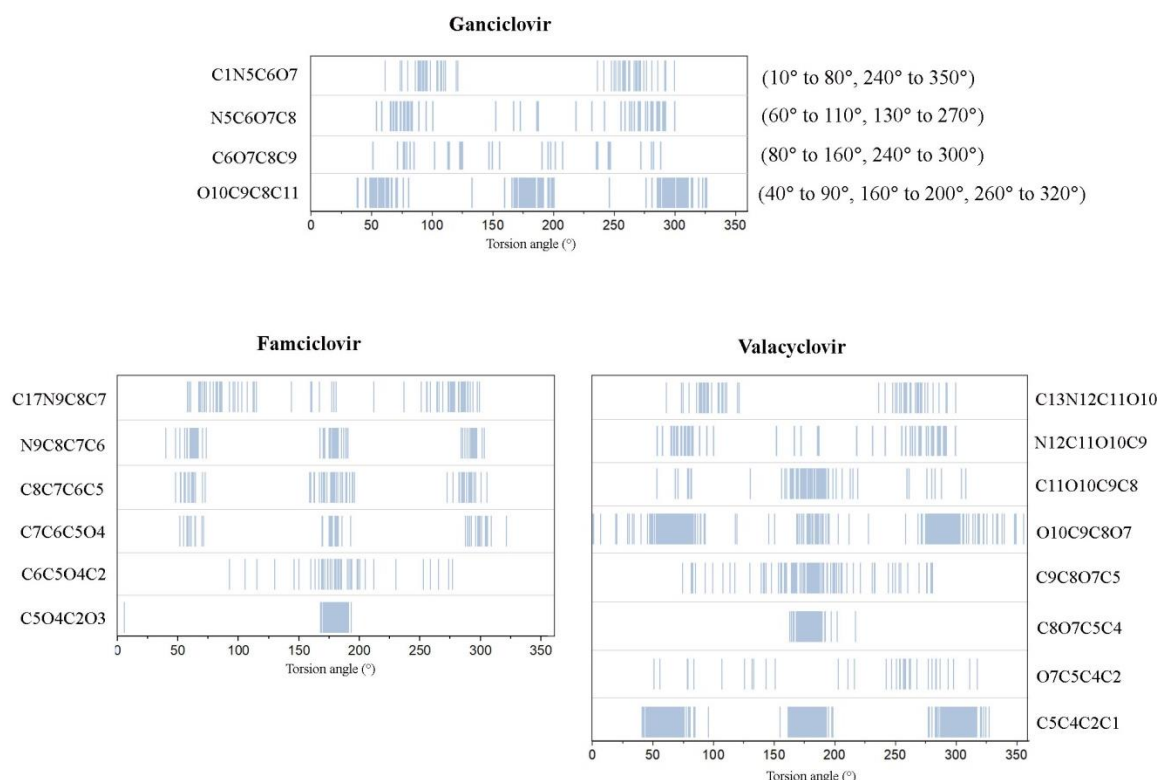 Ganciclovir
C1N5C6O7 (10° to 80°, 240° to 350°)
N5C6O7C8 (60° to 110°, 130° to 270°)
C6O7C8C9 (80° to 160°, 240° to 300°)
O10C9C8C11 (40° to 90°, 160° to 200°, 260° to 320°)
0 50 100 150 200 250 300 350
Torsion angle (°)
Famciclovir
C17N9C8C7
N9C8C7C6
C8C7C6C5
C7C6C5O4
C6C5O4C2
C5O4C2O3
0 50 100 150 200 250 300 350
Torsion angle (°)
Valacyclovir
C13N12C11O10
N12C11O10C9
C11O10C9C8
O10C9C8O7
C9C8O7C5
C8O7C5C4
O7C5C4C2
C5C4C2C1
0 50 100 150 200 250 300 350
Torsion angle (°)